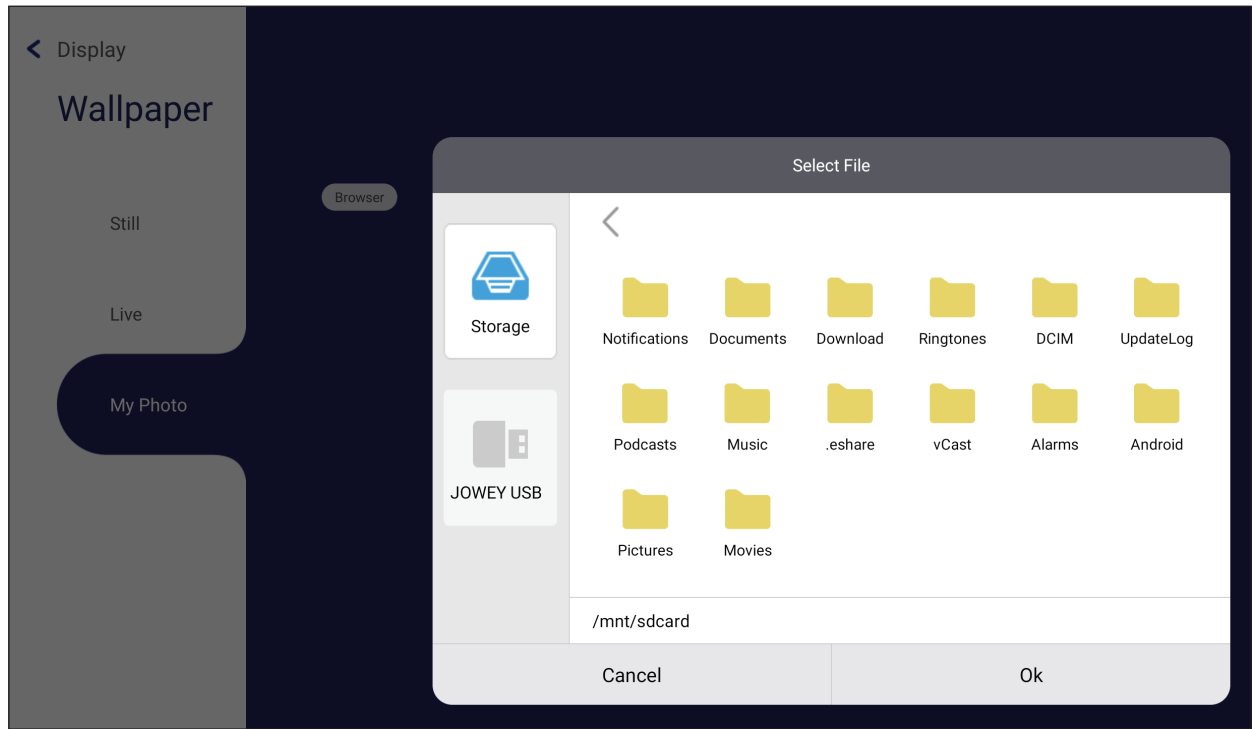 Display
Wallpaper
Still
Live
My Photo
Browser
Select File
Storage
JOWEY USB
Notifications Documents Download Ringtones DCIM UpdateLog
Podcasts Music .eshare vCast Alarms Android
Pictures Movies
/mnt/sdcard
Cancel Ok